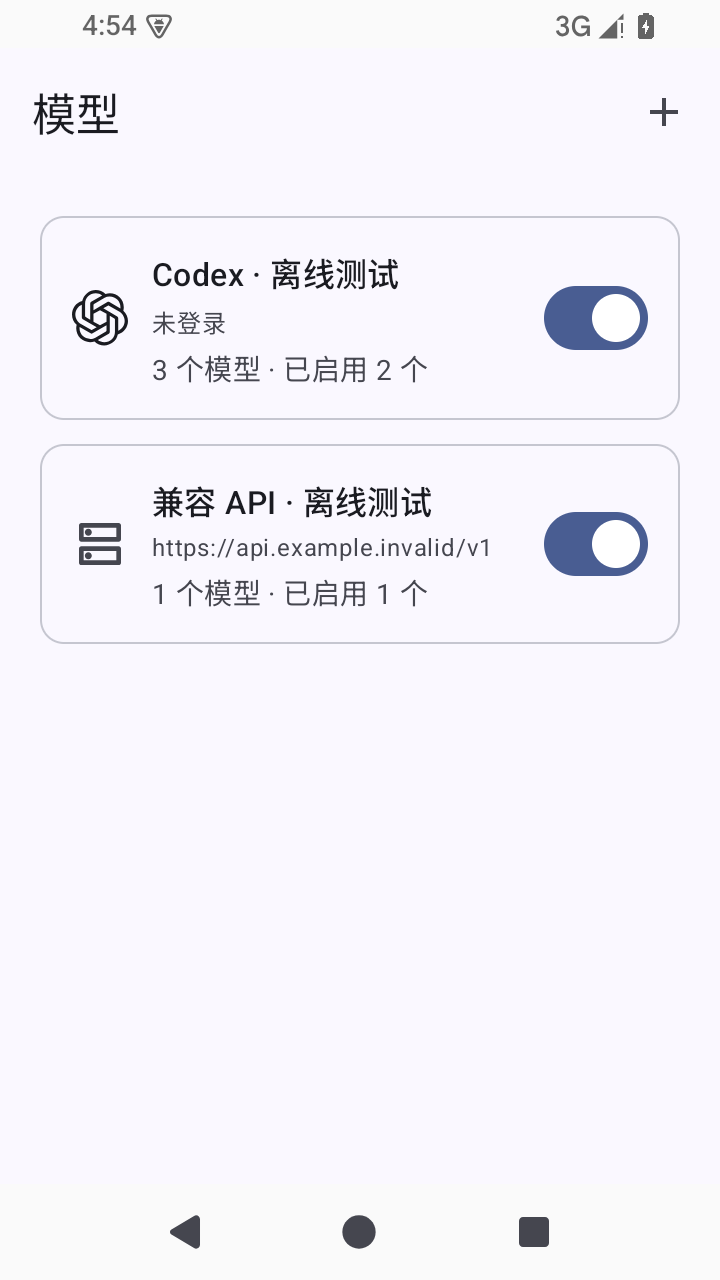 4:54
3G
模型
Codex · 离线测试
未登录
3 个模型 · 已启用 2 个
兼容 API · 离线测试
https://api.example.invalid/v1
1 个模型 · 已启用 1 个